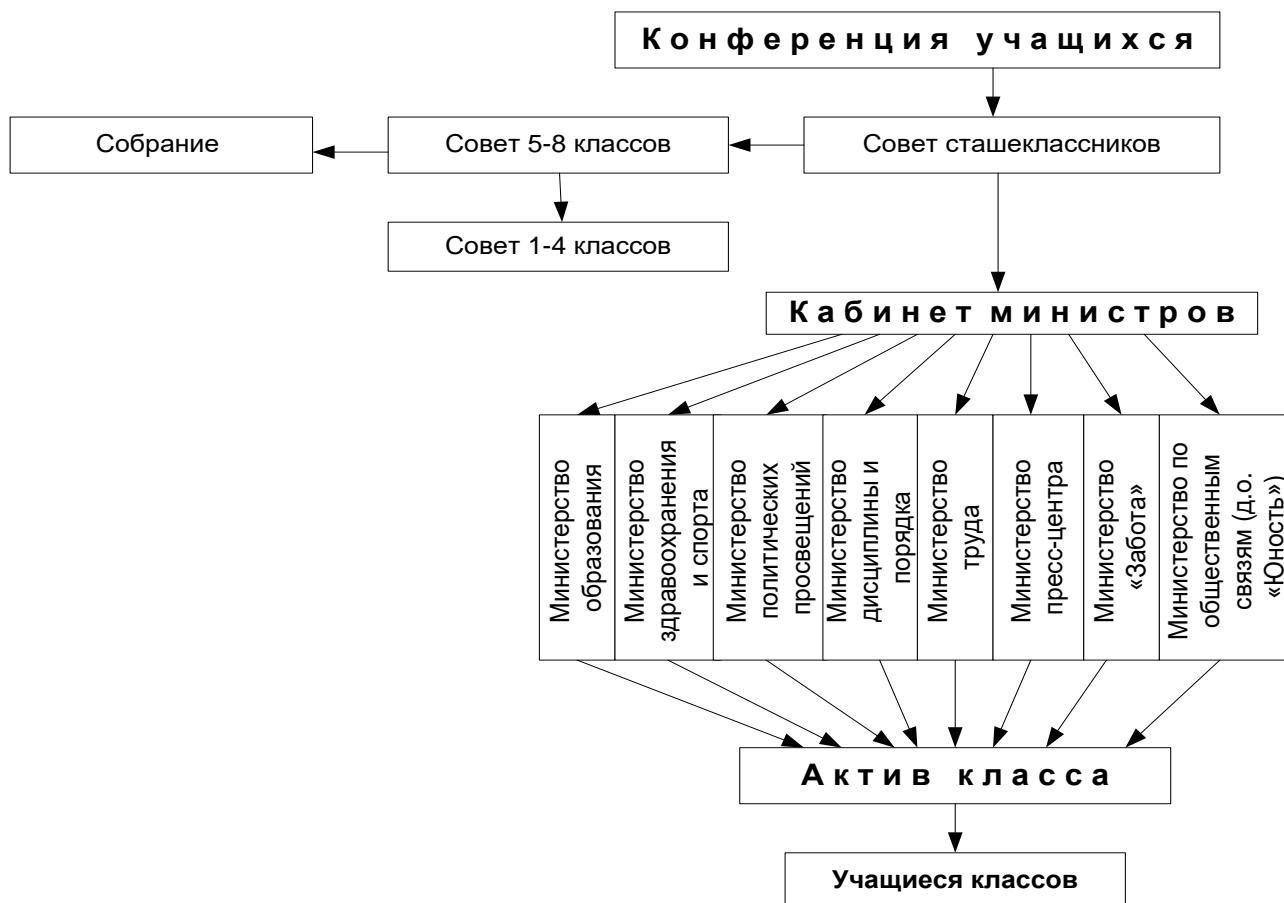 Конференция учащихся
Собрание
Совет 5-8 классов
Совет сташеклассников
Совет 1-4 классов
Кабинет министров
Министерство
образования
Министерство
здравоохранения
и спорта
Министерство
политических
просвещений
Министерство
дисциплины и
порядка
Министерство
труда
Министерство
пресс-центра
Министерство
«Забота»
Министерство по
общественным
связям (д.о.
«Юность»)
Актив класса
Учащиеся классов